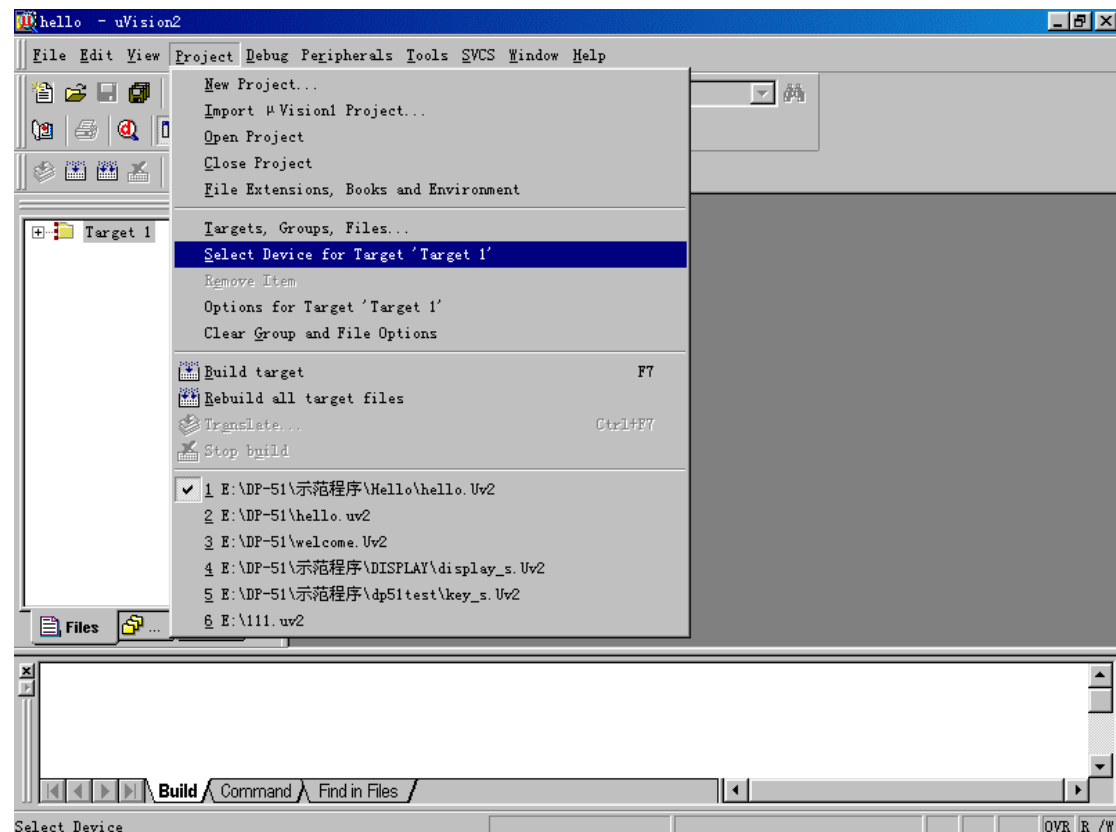 hello - uVision2
File Edit View Project Debug Peripherals Tools SVCS Window Help
New Project...
Import μVision1 Project...
Open Project
Close Project
File Extensions, Books and Environment
Targets, Groups, Files...
Select Device for Target 'Target 1'
Remove Item
Options for Target 'Target 1'
Clear Group and File Options
Build target F7
Rebuild all target files
Translate... Ctrl+F7
Stop build
1 E:\DP-51\示范程序\Hello\hello.Uv2
2 E:\DP-51\hello.uv2
3 E:\DP-51\welcome.Uv2
4 E:\DP-51\示范程序\DISPLAY\display_s.Uv2
5 E:\DP-51\示范程序\dp51test\key_s.Uv2
6 E:\111.uv2
Target 1
Files ...
Build Command Find in Files
Select Device OVR R /W